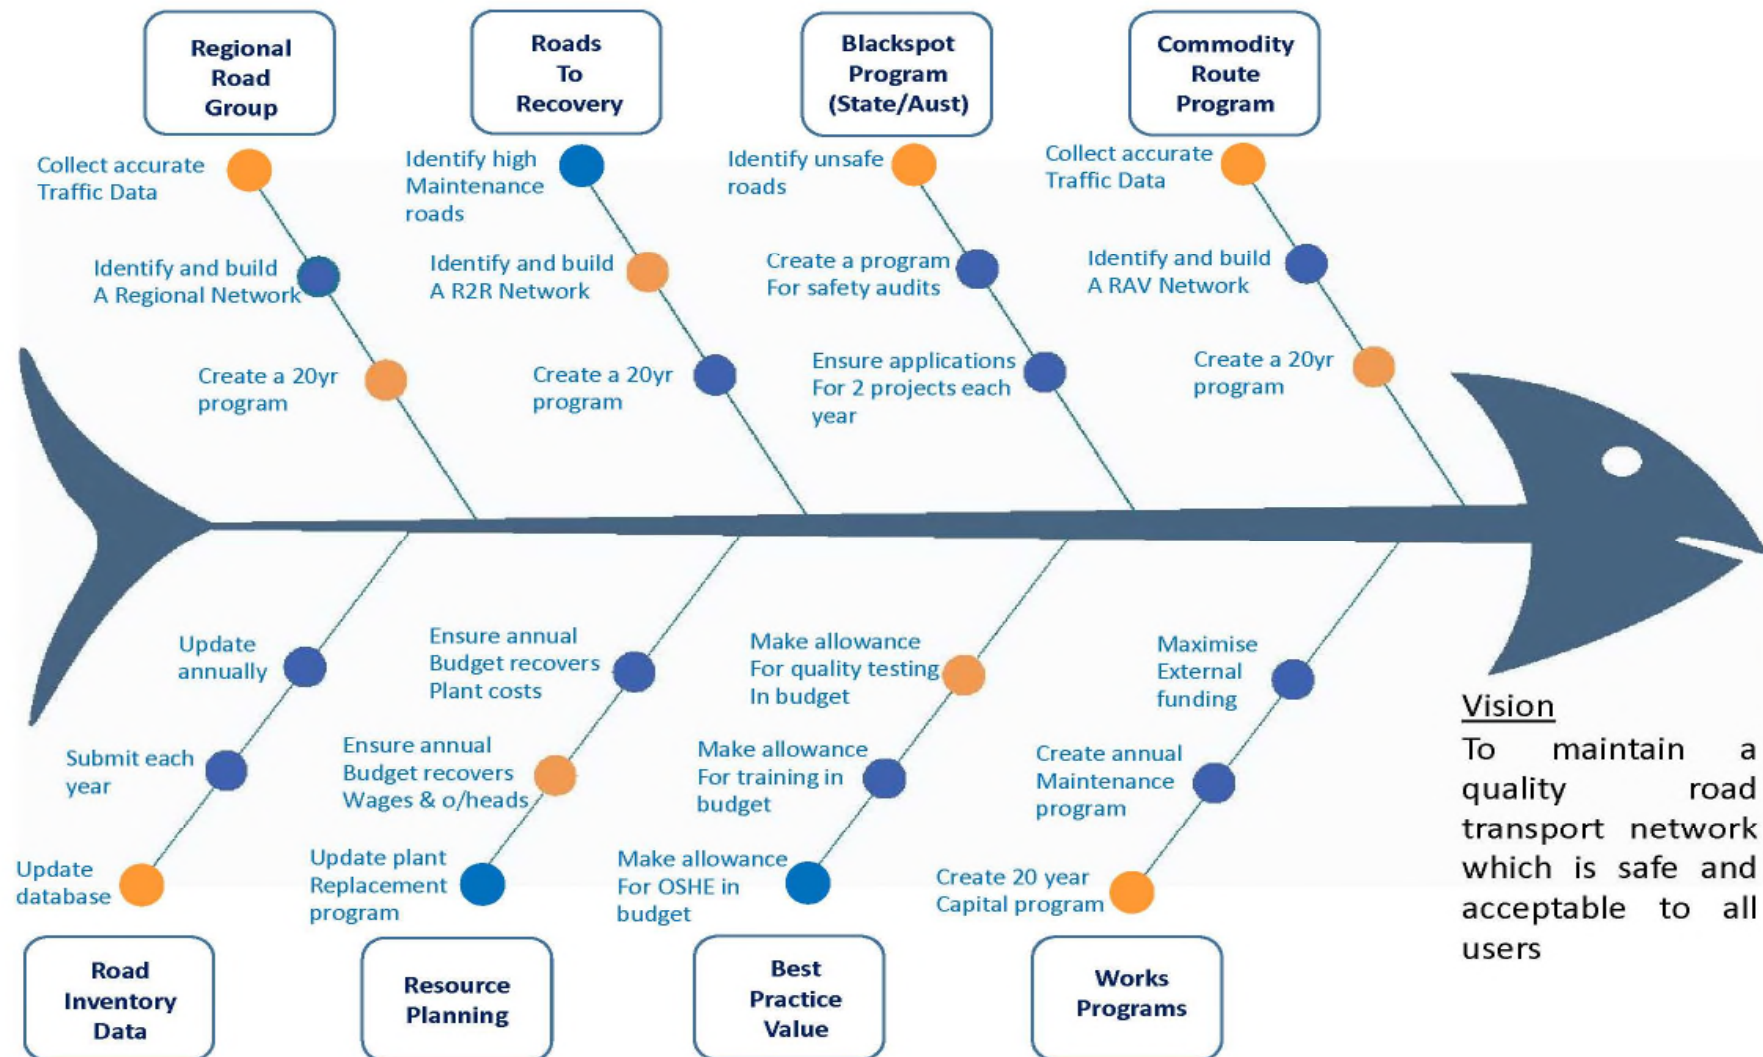 Regional
Road
Group
Roads
To
Recovery
Blackspot
Program
(State/Aust)
Commodity
Route
Program
Collect accurate
Traffic Data
Identify and build
A Regional Network
Create a 20yr
program
Identify high
Maintenance
roads
Identify and build
A R2R Network
Create a 20yr
program
Identify unsafe
roads
Create a program
For safety audits
Ensure applications
For 2 projects each
year
Collect accurate
Traffic Data
Identify and build
A RAV Network
Create a 20yr
program
Update
annually
Submit each
year
Update
database
Ensure annual
Budget recovers
Plant costs
Ensure annual
Budget recovers
Wages & o/heads
Update plant
Replacement
program
Make allowance
For quality testing
In budget
Make allowance
For training in
budget
Make allowance
For OSHE in
budget
Maximise
External
funding
Create annual
Maintenance
program
Create 20 year
Capital program
Road
Inventory
Data
Resource
Planning
Best
Practice
Value
Works
Programs
Vision
To maintain a
quality road
transport network
which is safe and
acceptable to all
users